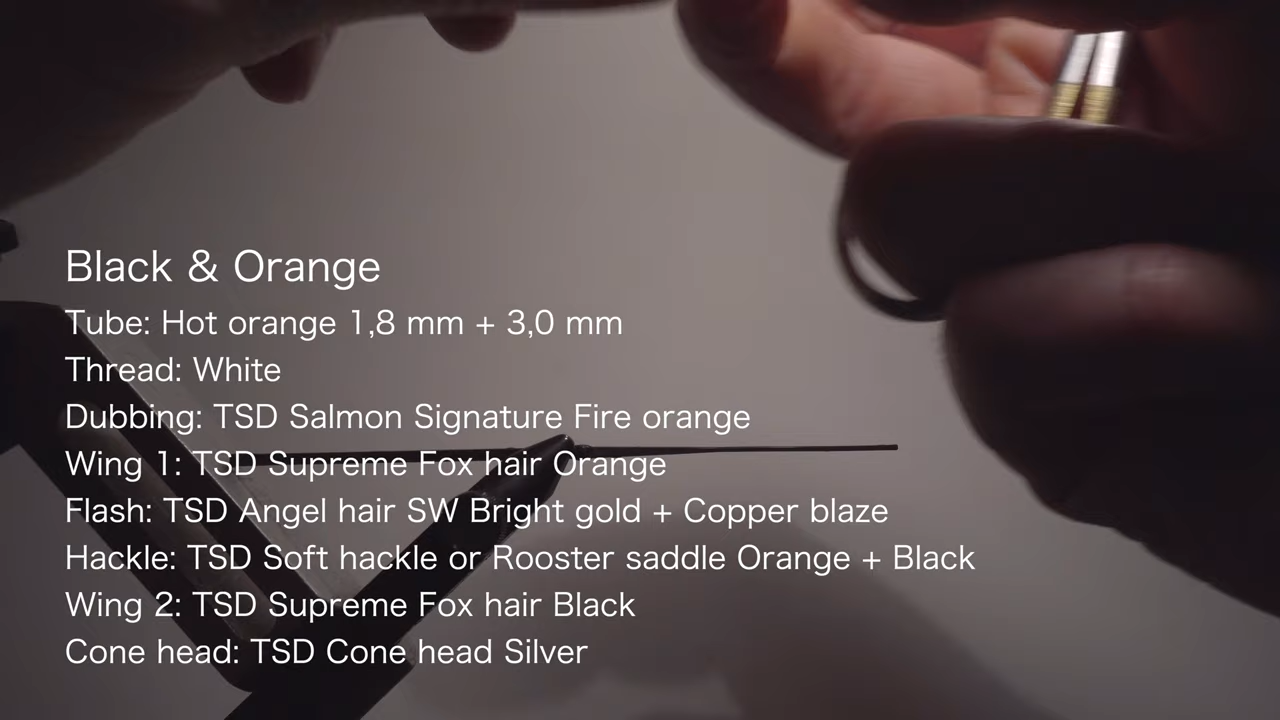 Black & Orange
Tube: Hot orange 1,8 mm + 3,0 mm
Thread: White
Dubbing: TSD Salmon Signature Fire orange
Wing 1: TSD Supreme Fox hair Orange
Flash: TSD Angel hair SW Bright gold + Copper blaze
Hackle: TSD Soft hackle or Rooster saddle Orange + Black
Wing 2: TSD Supreme Fox hair Black
Cone head: TSD Cone head Silver